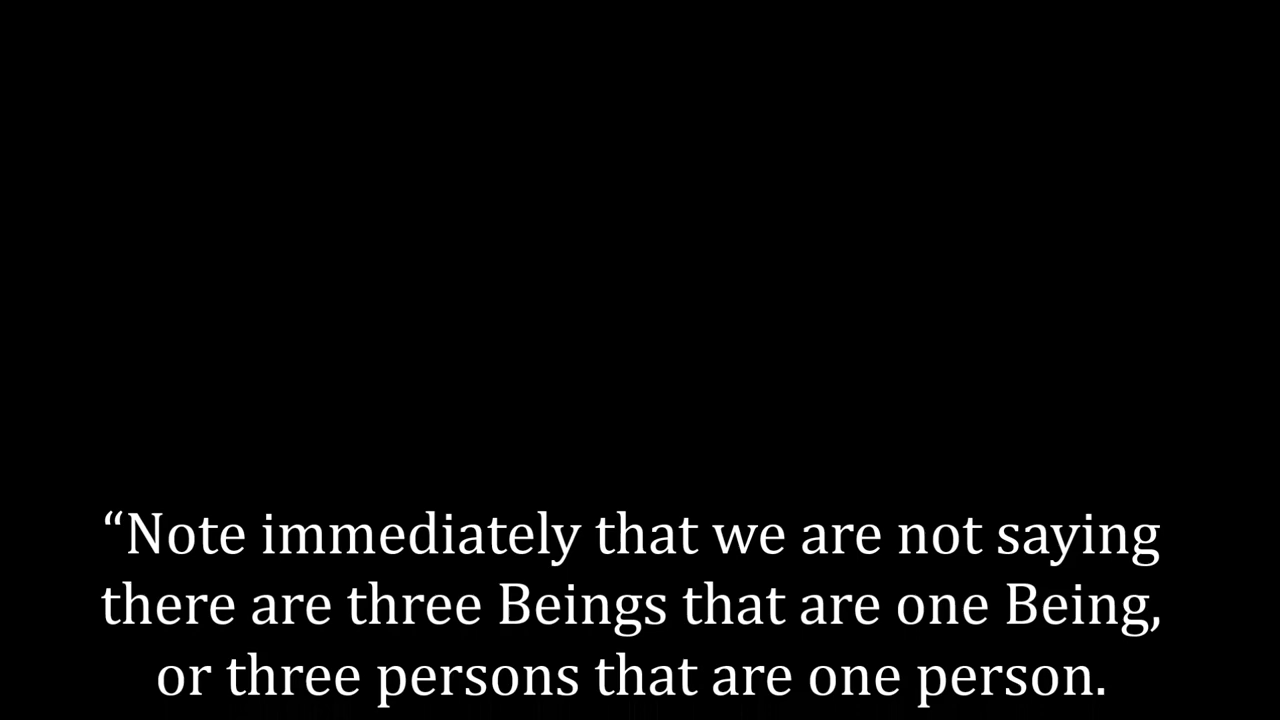 “Note immediately that we are not saying
there are three Beings that are one Being,
or three persons that are one person.